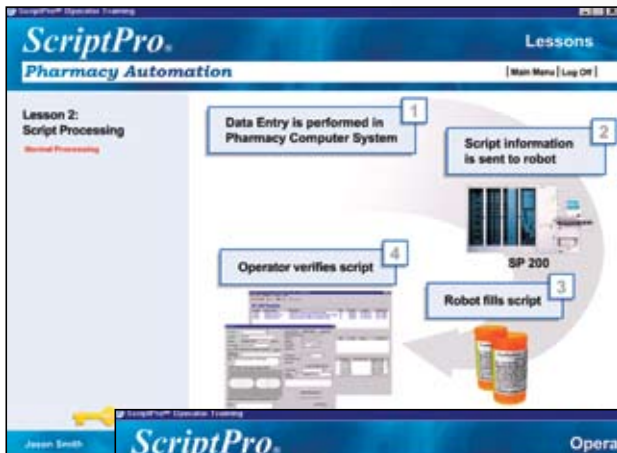 ScriptPro® Operator Training
ScriptPro®
Lessons
Pharmacy Automation
| Main Menu | Log Off |
Lesson 2:
Script Processing
Normal Processing
1
Data Entry is performed in
Pharmacy Computer System
2
Script information
is sent to robot
SP 200
3
Robot fills script
4
Operator verifies script
Jason Smith
ScriptPro® Operator Training
ScriptPro®
Opera